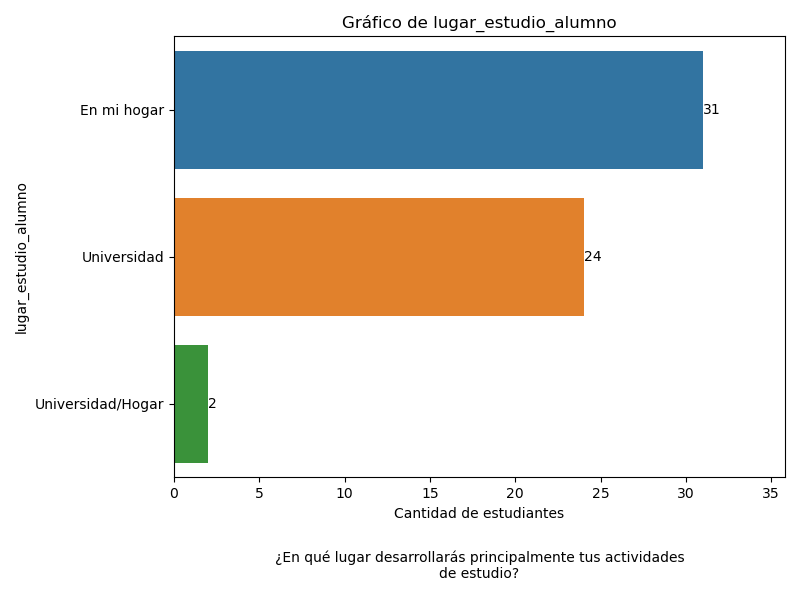 Gráfico de lugar_estudio_alumno
lugar_estudio_alumno
En mi hogar
31
Universidad
24
Universidad/Hogar
2
0 5 10 15 20 25 30 35
Cantidad de estudiantes
¿En qué lugar desarrollarás principalmente tus actividades
de estudio?